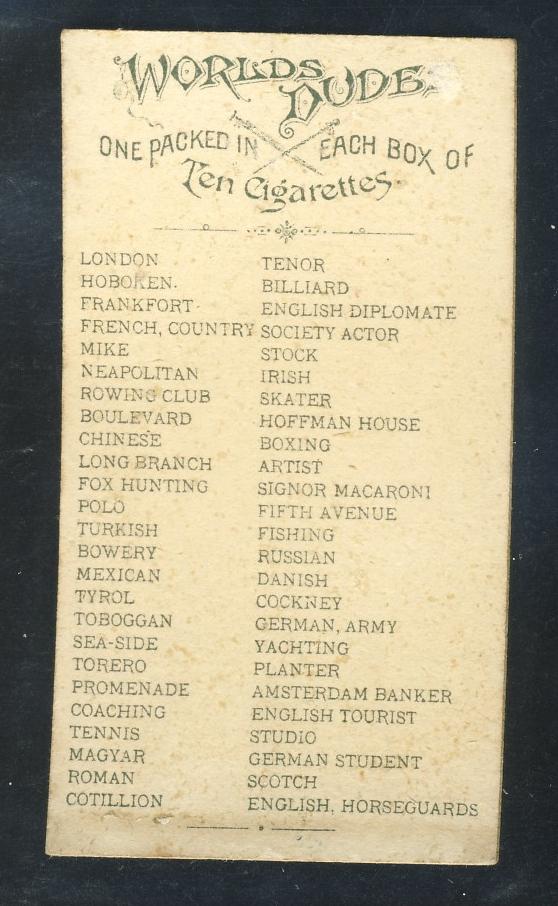 WORLDS
DUDES
ONE PACKED IN EACH BOX OF
Ten Cigarettes.
LONDON
HOBOKEN.
FRANKFORT.
FRENCH, COUNTRY
MIKE
NEAPOLITAN
ROWING CLUB
BOULEVARD
CHINESE
LONG BRANCH
FOX HUNTING
POLO
TURKISH
BOWERY
MEXICAN
TYROL
TOBOGGAN
SEA-SIDE
TORERO
PROMENADE
COACHING
TENNIS
MAGYAR
ROMAN
COTILLION
TENOR
BILLIARD
ENGLISH DIPLOMATE
SOCIETY ACTOR
STOCK
IRISH
SKATER
HOFFMAN HOUSE
BOXING
ARTIST
SIGNOR MACARONI
FIFTH AVENUE
FISHING
RUSSIAN
DANISH
COCKNEY
GERMAN, ARMY
YACHTING
PLANTER
AMSTERDAM BANKER
ENGLISH TOURIST
STUDIO
GERMAN STUDENT
SCOTCH
ENGLISH, HORSEGUARDS